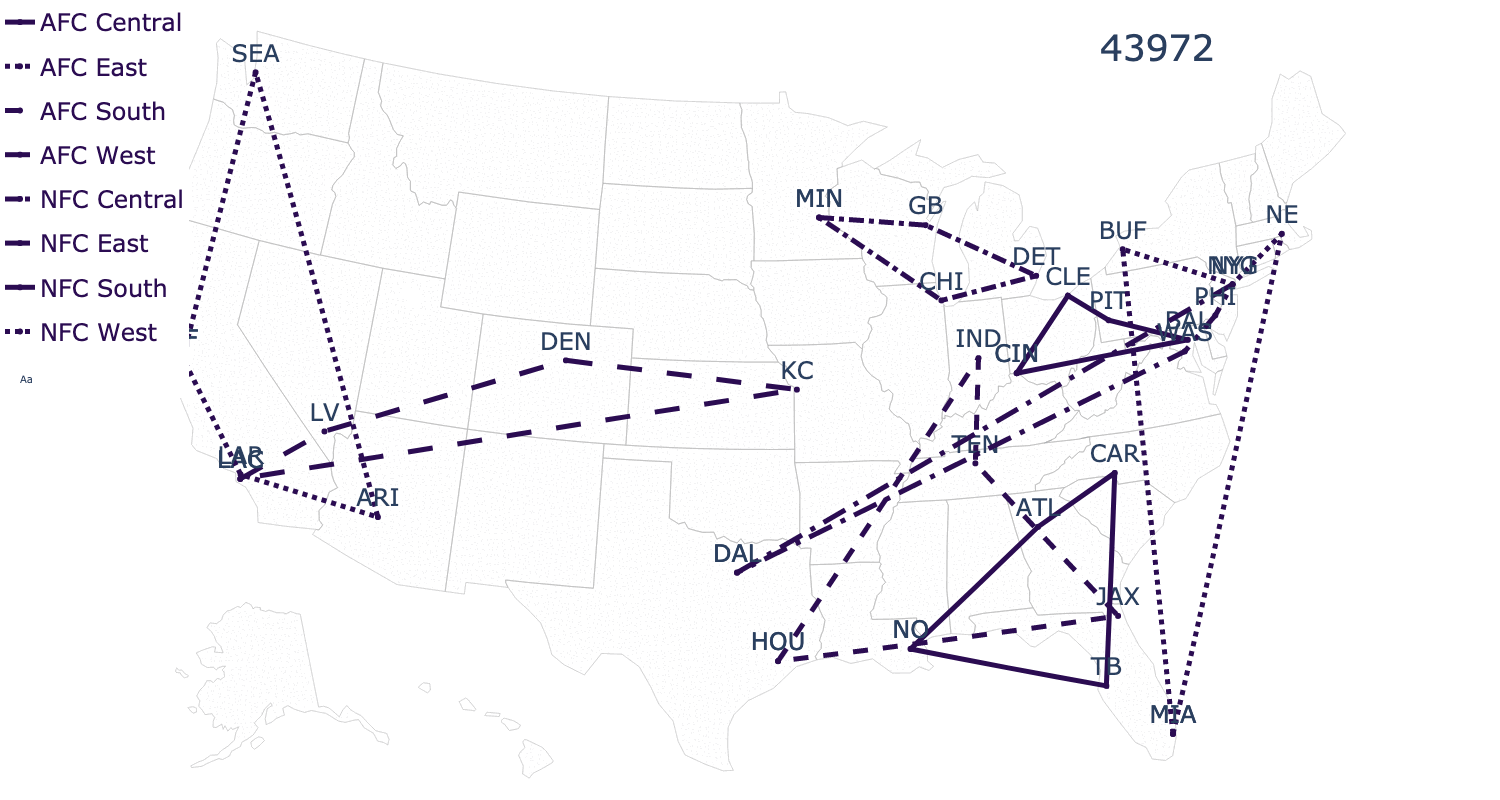 AFC Central
AFC East
AFC South
AFC West
NFC Central
NFC East
NFC South
NFC West
Aa
43972
SEA
MIN
GB
NE
BUF
DET
NYG
CLE
CHI
PIT
PHI
BAL
WAS
IND
CIN
DEN
KC
LV
TEN
CAR
LAR
LAC
ARI
ATL
DAL
JAX
NO
HOU
TB
MIA